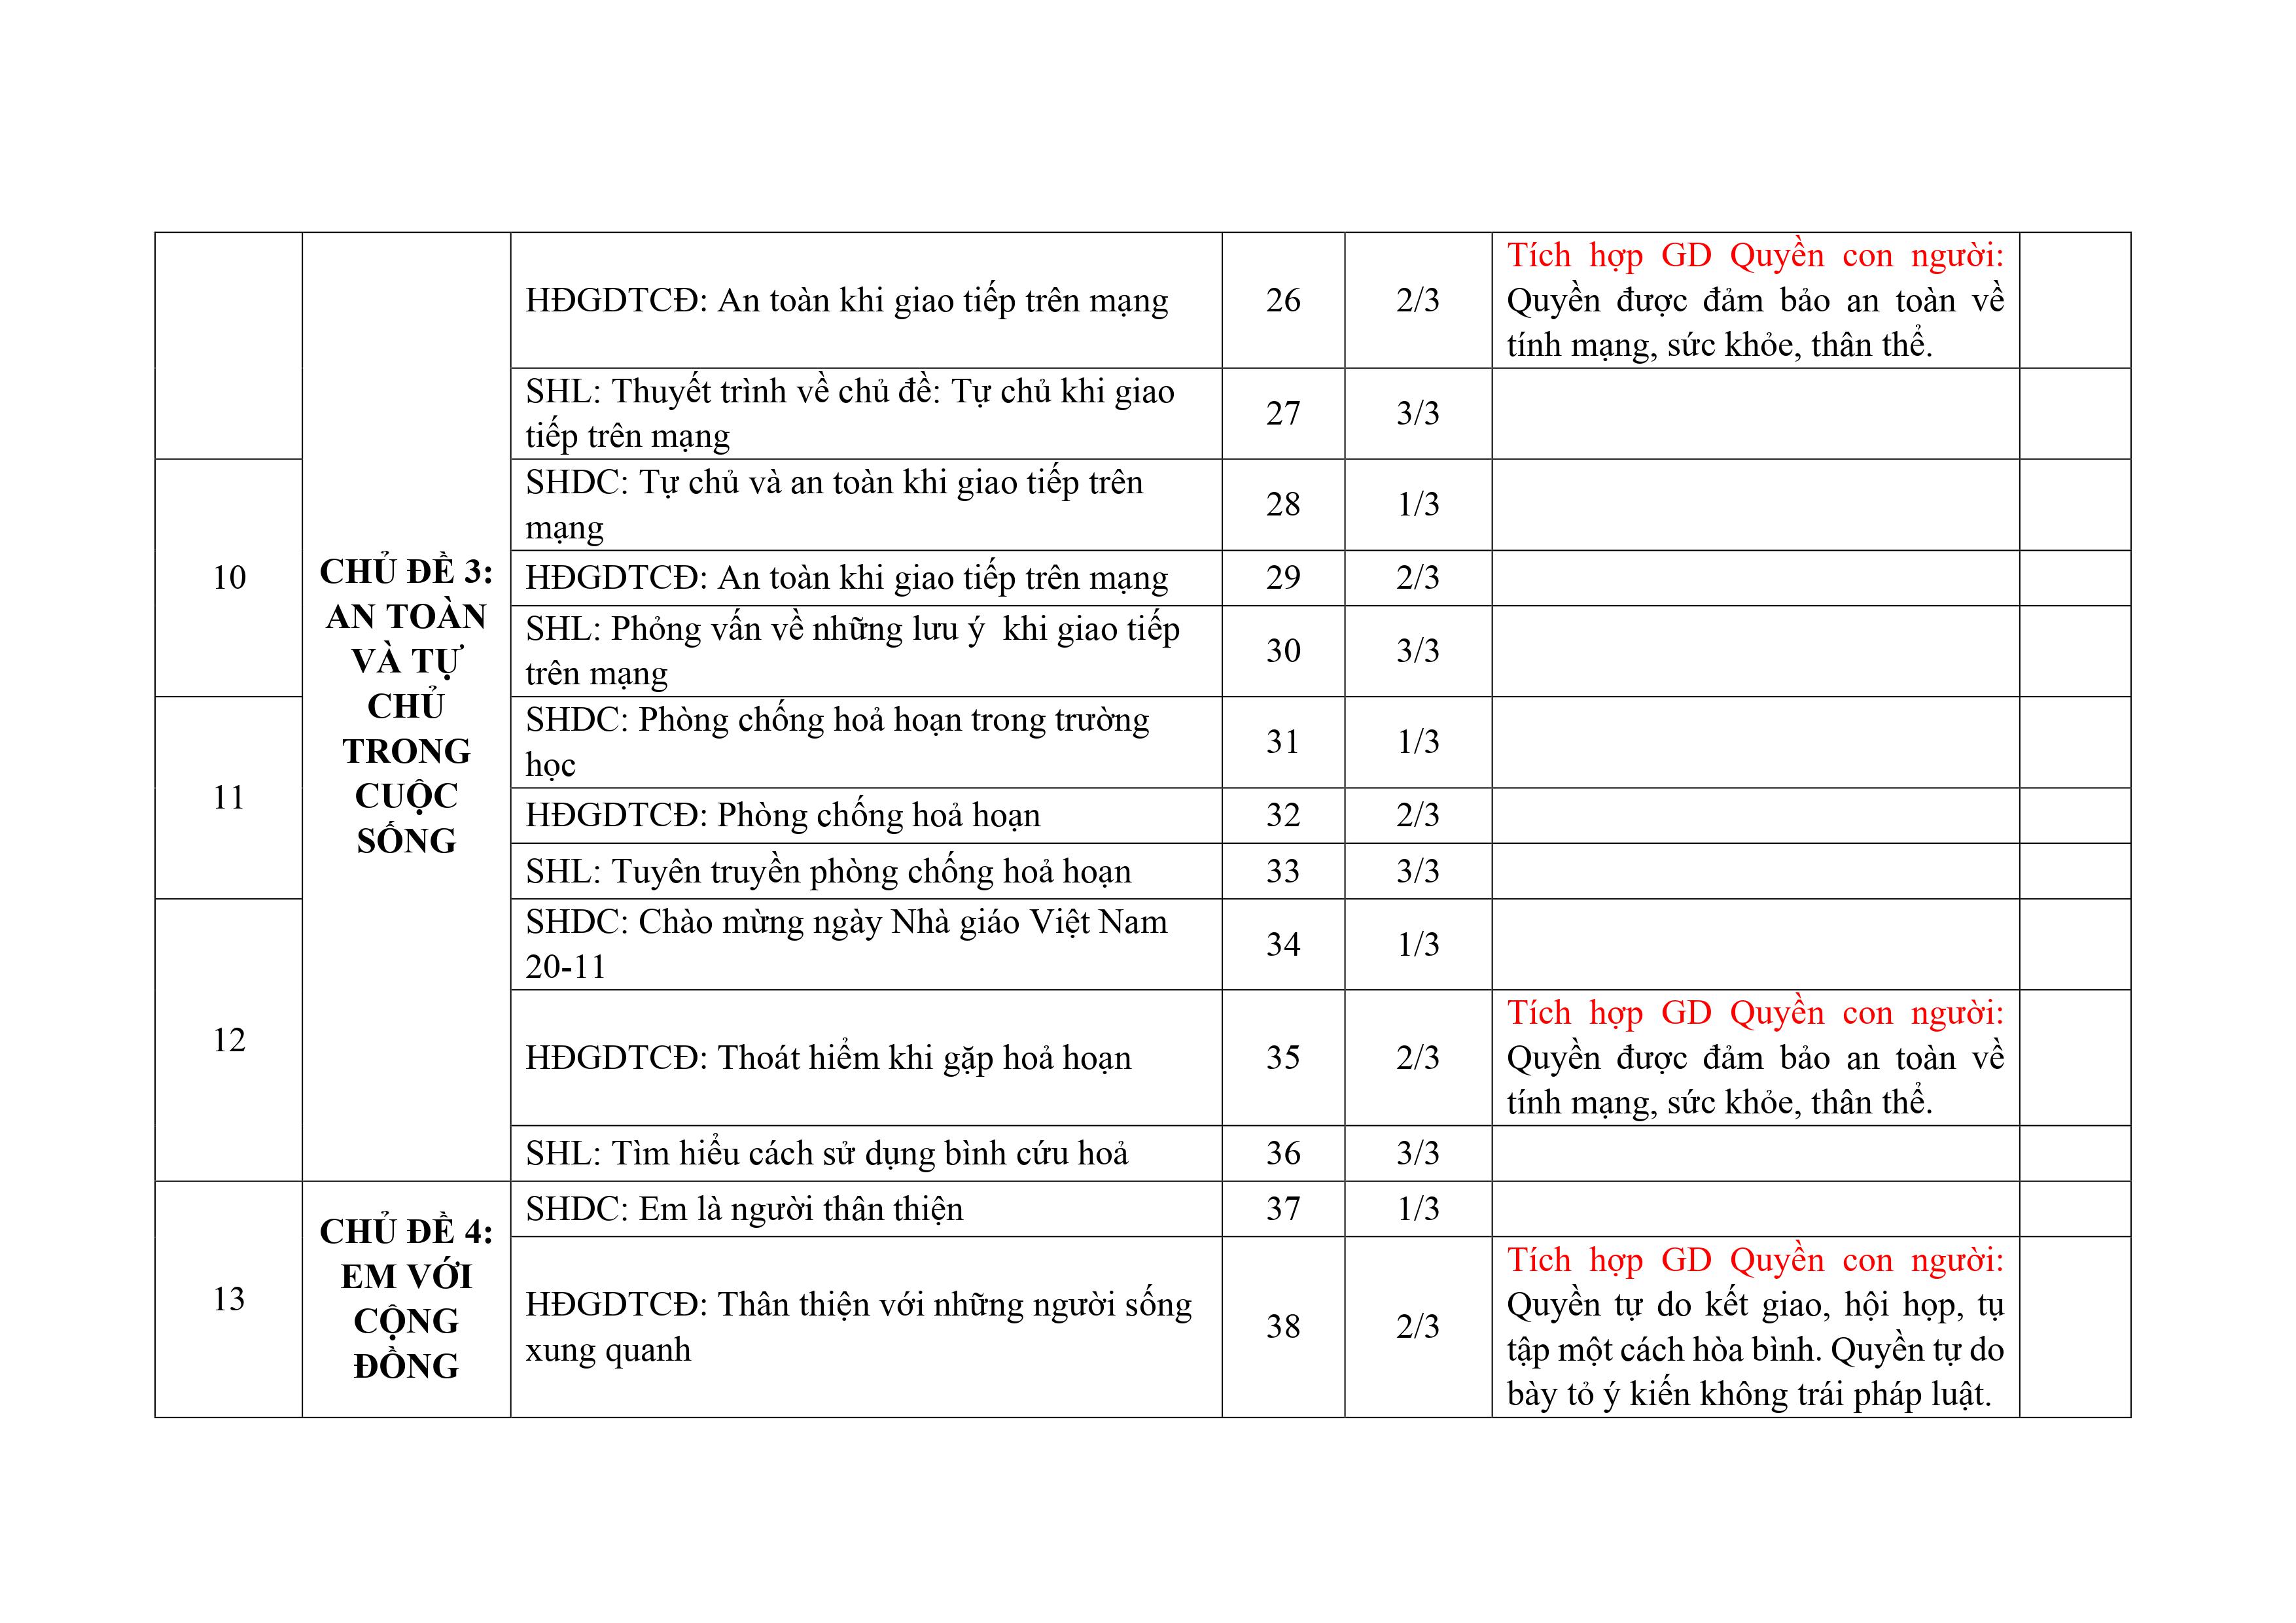 HĐGDTCĐ: An toàn khi giao tiếp trên mạng
26
2/3
Tích hợp GD Quyền con người:
Quyền được đảm bảo an toàn về
tính mạng, sức khỏe, thân thể.
SHL: Thuyết trình về chủ đề: Tự chủ khi giao
tiếp trên mạng
27
3/3
10
CHỦ ĐỀ 3:
AN TOÀN
VÀ TỰ
CHỦ
TRONG
CUỘC
SỐNG
SHDC: Tự chủ và an toàn khi giao tiếp trên
mạng
28
1/3
HĐGDTCĐ: An toàn khi giao tiếp trên mạng
29
2/3
SHL: Phỏng vấn về những lưu ý  khi giao tiếp
trên mạng
30
3/3
11
SHDC: Phòng chống hoả hoạn trong trường
học
31
1/3
HĐGDTCĐ: Phòng chống hoả hoạn
32
2/3
SHL: Tuyên truyền phòng chống hoả hoạn
33
3/3
12
SHDC: Chào mừng ngày Nhà giáo Việt Nam
20-11
34
1/3
HĐGDTCĐ: Thoát hiểm khi gặp hoả hoạn
35
2/3
Tích hợp GD Quyền con người:
Quyền được đảm bảo an toàn về
tính mạng, sức khỏe, thân thể.
SHL: Tìm hiểu cách sử dụng bình cứu hoả
36
3/3
13
CHỦ ĐỀ 4:
EM VỚI
CỘNG
ĐỒNG
SHDC: Em là người thân thiện
37
1/3
HĐGDTCĐ: Thân thiện với những người sống
xung quanh
38
2/3
Tích hợp GD Quyền con người:
Quyền tự do kết giao, hội họp, tụ
tập một cách hòa bình. Quyền tự do
bày tỏ ý kiến không trái pháp luật.